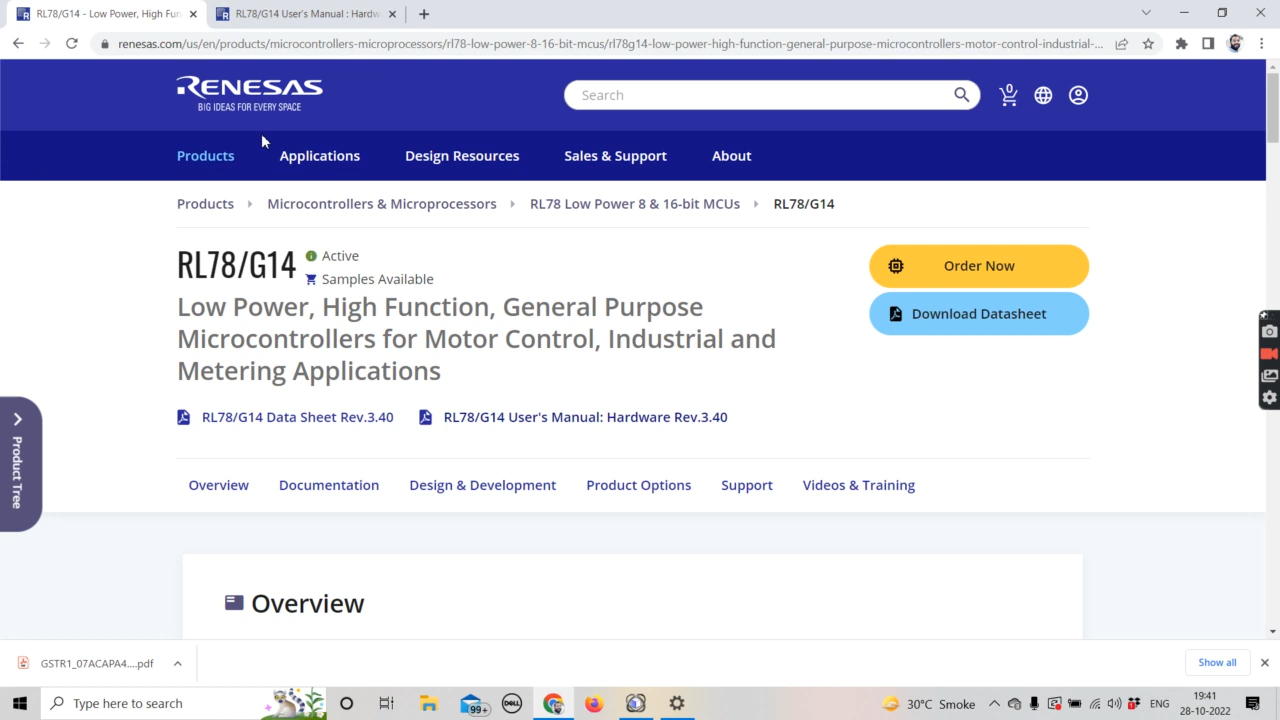 RL78/G14 - Low Power, High Fun
RL78/G14 User's Manual : Hardw
renesas.com/us/en/products/microcontrollers-microprocessors/rl78-low-power-8-16-bit-mcus/rl78g14-low-power-high-function-general-purpose-microcontrollers-motor-control-industrial-...
RENESAS
BIG IDEAS FOR EVERY SPACE
Search
0
Products
Applications
Design Resources
Sales & Support
About
Products
Microcontrollers & Microprocessors
RL78 Low Power 8 & 16-bit MCUs
RL78/G14
RL78/G14
Active
Samples Available
Order Now
Low Power, High Function, General Purpose
Microcontrollers for Motor Control, Industrial and
Metering Applications
Download Datasheet
RL78/G14 Data Sheet Rev.3.40
RL78/G14 User's Manual: Hardware Rev.3.40
Product Tree
Overview
Documentation
Design & Development
Product Options
Support
Videos & Training
Overview
GSTR1_07ACAPA4....pdf
Show all
Type here to search
99+
DELL
30°C Smoke
ENG
19:41
28-10-2022